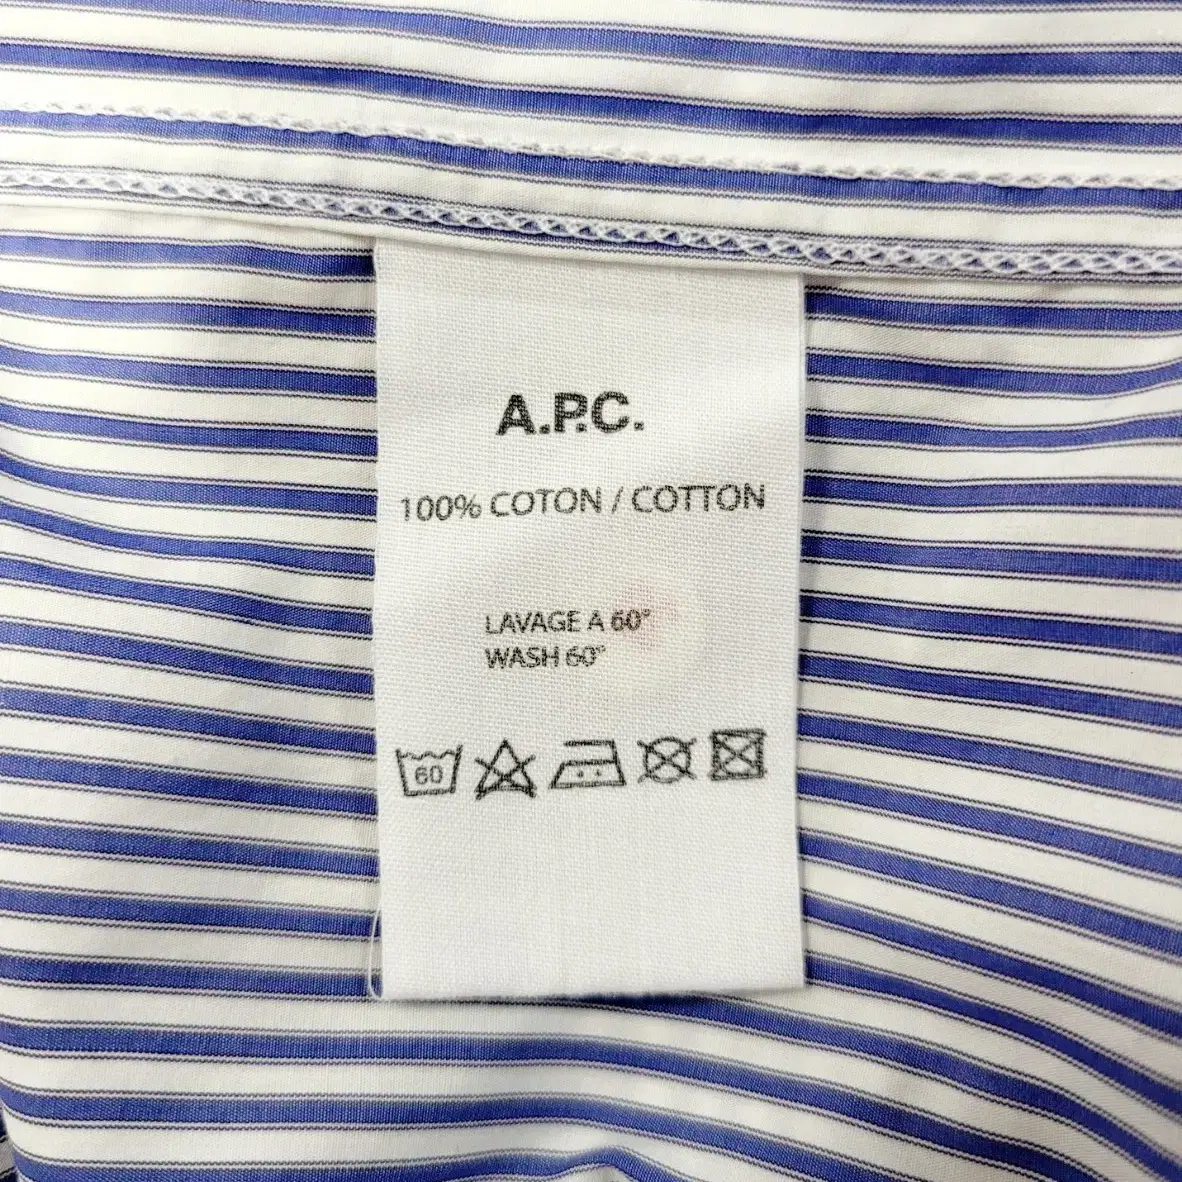 A.P.C.
100% COTON / COTTON
LAVAGE A 60°
WASH 60°
60